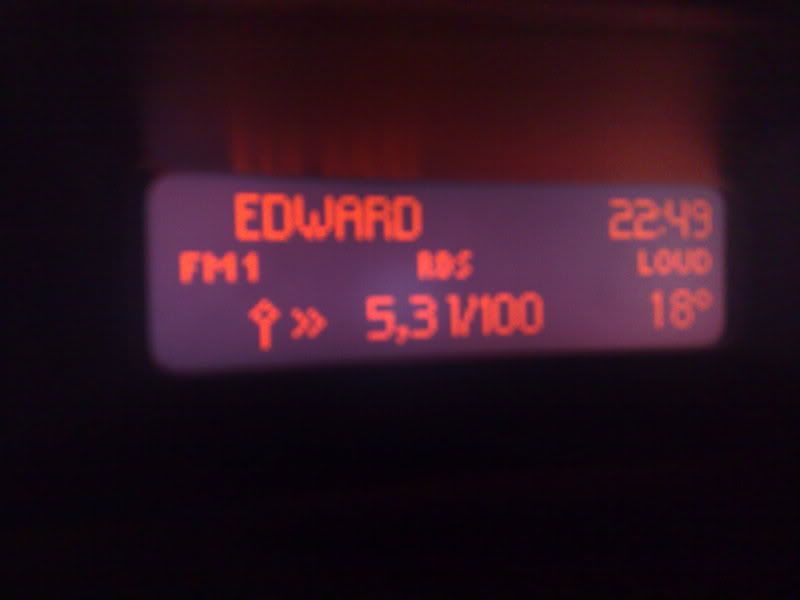 EDWARD 22:49
FM1 RDS LOUD
» 5,3 l/100 18°